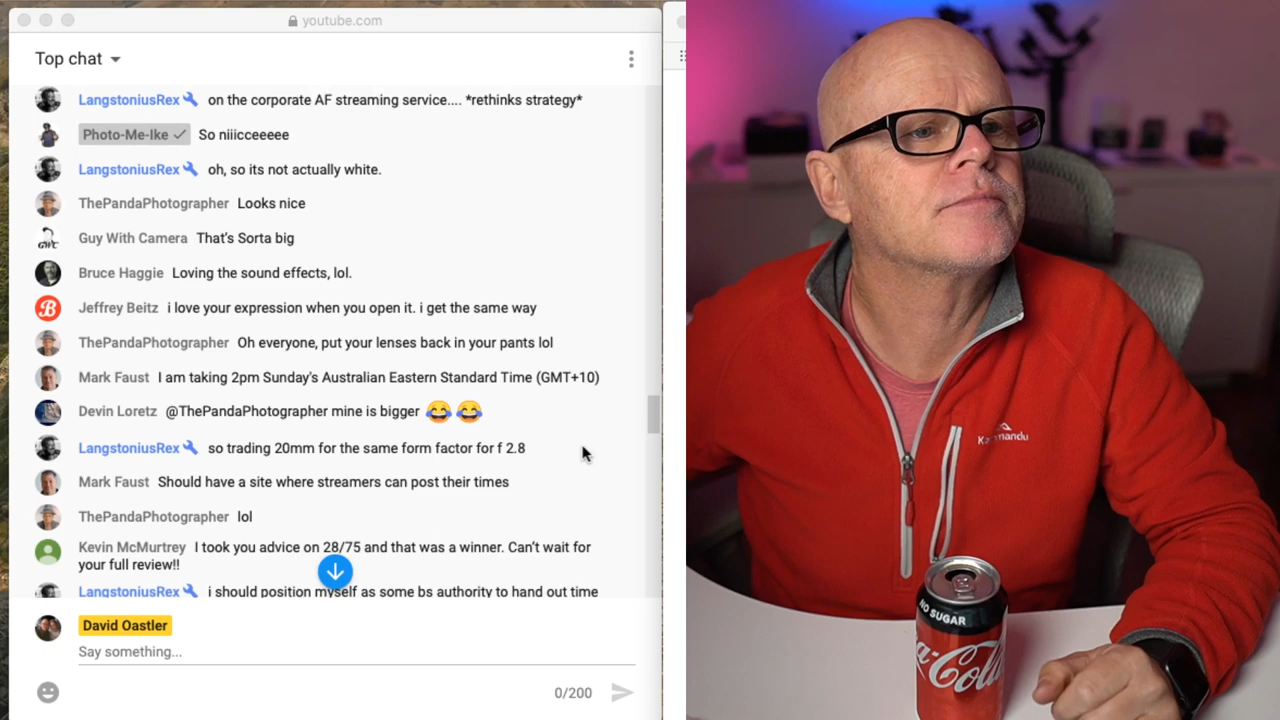 youtube.com
Top chat
LangstoniusRex on the corporate AF streaming service.... *rethinks strategy*
Photo-Me-Ike ✓ So niiicceeeee
LangstoniusRex oh, so its not actually white.
ThePandaPhotographer Looks nice
Guy With Camera That's Sorta big
Bruce Haggie Loving the sound effects, lol.
Jeffrey Beitz i love your expression when you open it. i get the same way
ThePandaPhotographer Oh everyone, put your lenses back in your pants lol
Mark Faust I am taking 2pm Sunday's Australian Eastern Standard Time (GMT+10)
Devin Loretz @ThePandaPhotographer mine is bigger 😂 😂
LangstoniusRex so trading 20mm for the same form factor for f 2.8
Mark Faust Should have a site where streamers can post their times
ThePandaPhotographer lol
Kevin McMurtrey I took you advice on 28/75 and that was a winner. Can't wait for
your full review!!
LangstoniusRex i should position myself as some bs authority to hand out time
David Oastler
Say something...
0/200
Kathmandu
NO SUGAR
a-Cola